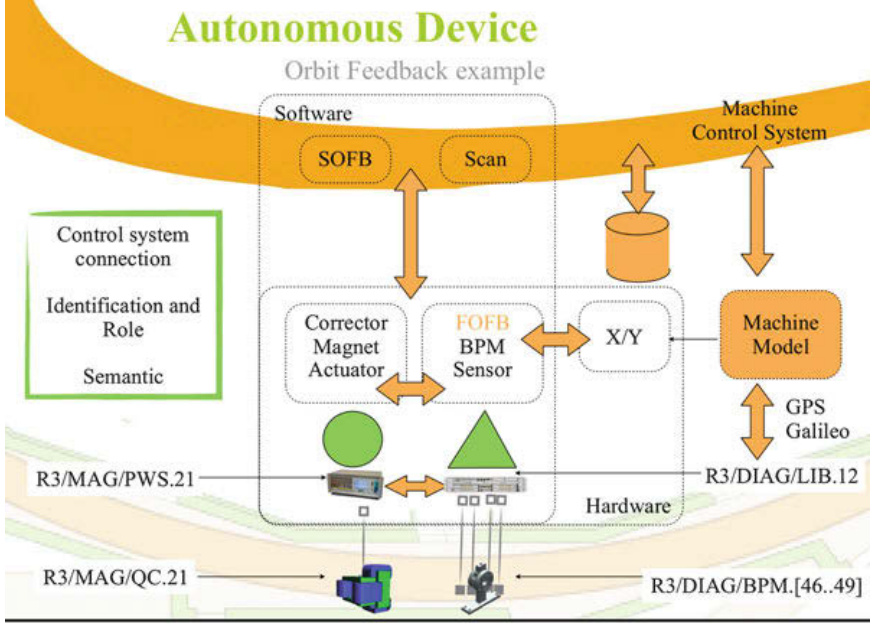 Autonomous Device
Orbit Feedback example
Software
Machine
Control System
SOFB
Scan
Control system
connection
Identification and
Role
Semantic
Corrector
Magnet
Actuator
FOFB
BPM
Sensor
X/Y
Machine
Model
GPS
Galileo
R3/MAG/PWS.21
R3/DIAG/LIB.12
Hardware
R3/MAG/QC.21
R3/DIAG/BPM.[46..49]